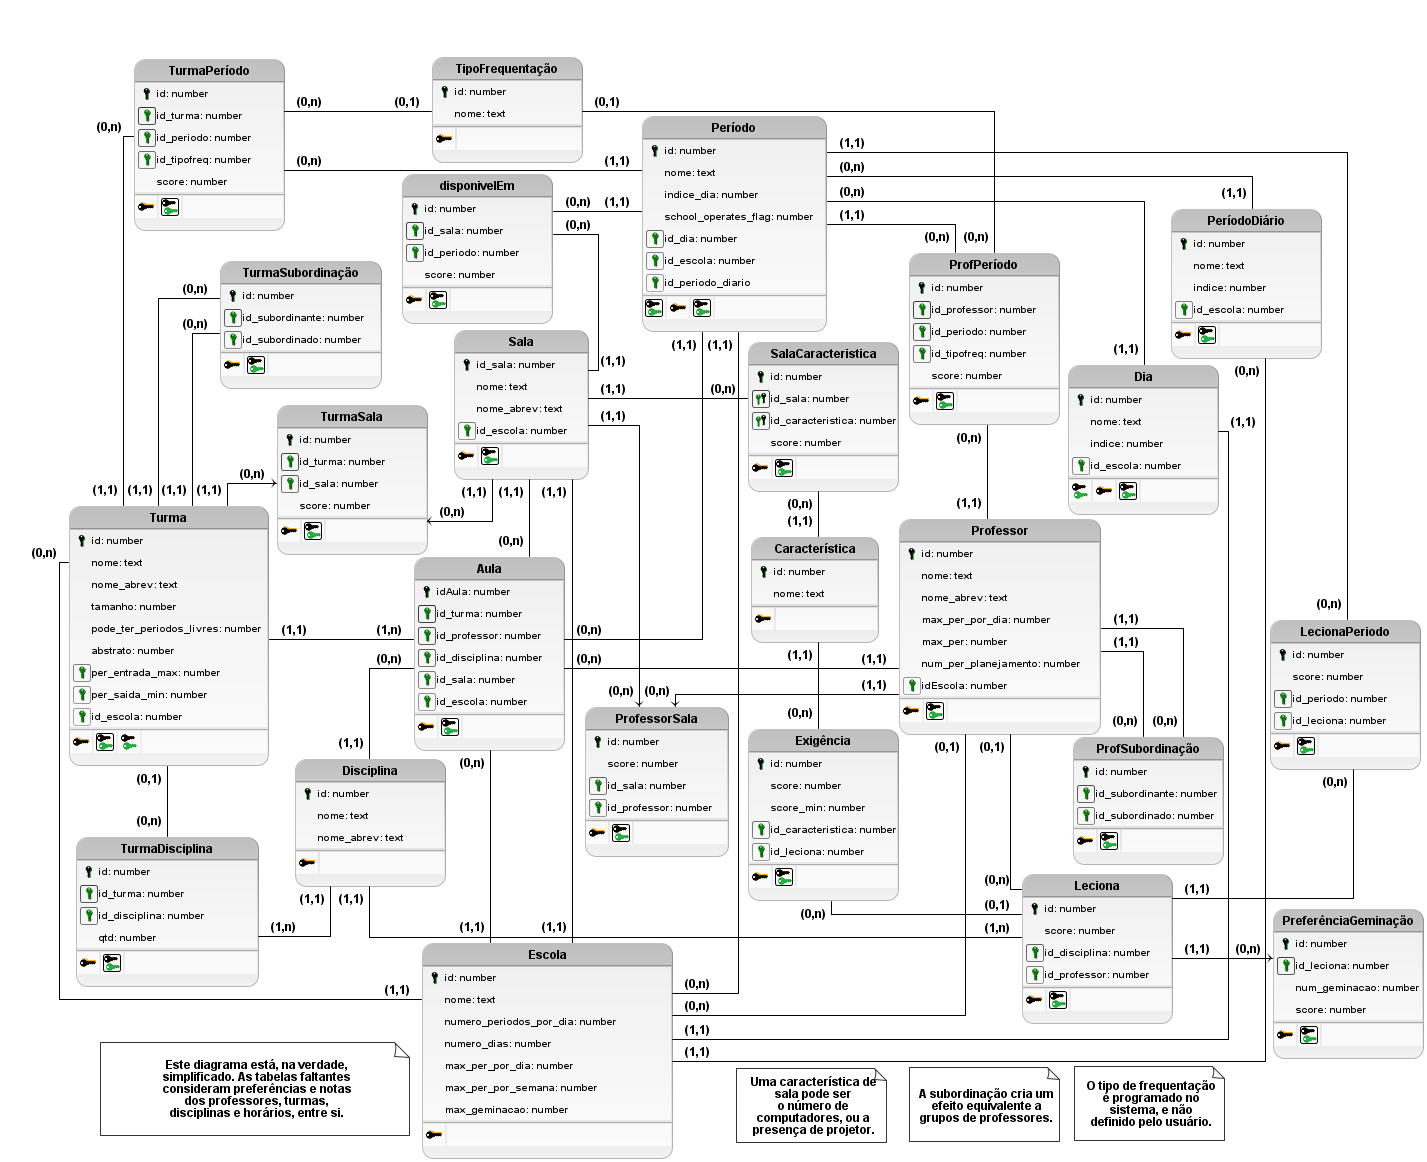 TurmaPeríodo
id: number
id_turma: number
id_periodo: number
id_tipofreq: number
score: number
TipoFrequentação
id: number
nome: text
Período
id: number
nome: text
indice_dia: number
school_operates_flag: number
id_dia: number
id_escola: number
id_periodo_diario
disponivelEm
id: number
id_sala: number
id_periodo: number
score: number
PeríodoDiário
id: number
nome: text
indice: number
id_escola: number
ProfPeríodo
id: number
id_professor: number
id_periodo: number
id_tipofreq: number
score: number
TurmaSubordinação
id: number
id_subordinante: number
id_subordinado: number
Sala
id_sala: number
nome: text
nome_abrev: text
id_escola: number
SalaCaracteristica
id: number
id_sala: number
id_caracteristica: number
score: number
Dia
id: number
nome: text
indice: number
id_escola: number
TurmaSala
id: number
id_turma: number
id_sala: number
score: number
Turma
id: number
nome: text
nome_abrev: text
tamanho: number
pode_ter_periodos_livres: number
abstrato: number
per_entrada_max: number
per_saida_min: number
id_escola: number
Aula
idAula: number
id_turma: number
id_professor: number
id_disciplina: number
id_sala: number
id_escola: number
Característica
id: number
nome: text
Professor
id: number
nome: text
nome_abrev: text
max_per_por_dia: number
max_per: number
num_per_planejamento: number
idEscola: number
LecionaPeriodo
id: number
score: number
id_periodo: number
id_leciona: number
ProfessorSala
id: number
score: number
id_sala: number
id_professor: number
Exigência
id: number
score: number
score_min: number
id_caracteristica: number
id_leciona: number
ProfSubordinação
id: number
id_subordinante: number
id_subordinado: number
Disciplina
id: number
nome: text
nome_abrev: text
TurmaDisciplina
id: number
id_turma: number
id_disciplina: number
qtd: number
Leciona
id: number
score: number
id_disciplina: number
id_professor: number
PreferênciaGeminação
id: number
id_leciona: number
num_geminacao: number
score: number
Escola
id: number
nome: text
numero_periodos_por_dia: number
numero_dias: number
max_per_por_dia: number
max_per_por_semana: number
max_geminacao: number
(0,n) (0,1) (0,1)
(0,n)
(0,n) (1,1)
(1,1)
(0,n)
(0,n)
(1,1)
(1,1)
(0,n) (1,1)
(0,n)
(0,n) (0,n)
(0,n)
(0,n)
(1,1) (1,1)
(1,1)
(1,1) (0,n)
(1,1)
(1,1)
(0,n)
(1,1)
(0,n)
(0,n)
(1,1) (1,1) (1,1) (1,1)
(1,1) (1,1) (1,1)
(0,n)
(0,n)
(1,1)
(1,1)
(0,n)
(0,n)
(1,1) (1,n) (0,n)
(0,n) (0,n) (1,1)
(1,1)
(1,1)
(1,1)
(0,n)
(0,n) (0,n) (1,1)
(0,n)
(0,n) (0,n)
(1,1)
(0,n)
(0,1) (0,1)
(0,1)
(0,n)
(0,n)
(0,n)
(1,1) (1,1)
(1,n)
(1,1) (1,1)
(0,n)
(0,1)
(1,n)
(0,n)
(1,1)
(1,1) (0,n)
(1,1)
(0,n)
(0,n)
(1,1)
(1,1)
Este diagrama está, na verdade,
simplificado. As tabelas faltantes
consideram preferências e notas
dos professores, turmas,
disciplinas e horários, entre si.
Uma característica de
sala pode ser
o número de
computadores, ou a
presença de projetor.
A subordinação cria um
efeito equivalente a
grupos de professores.
O tipo de frequentação
é programado no
sistema, e não
definido pelo usuário.